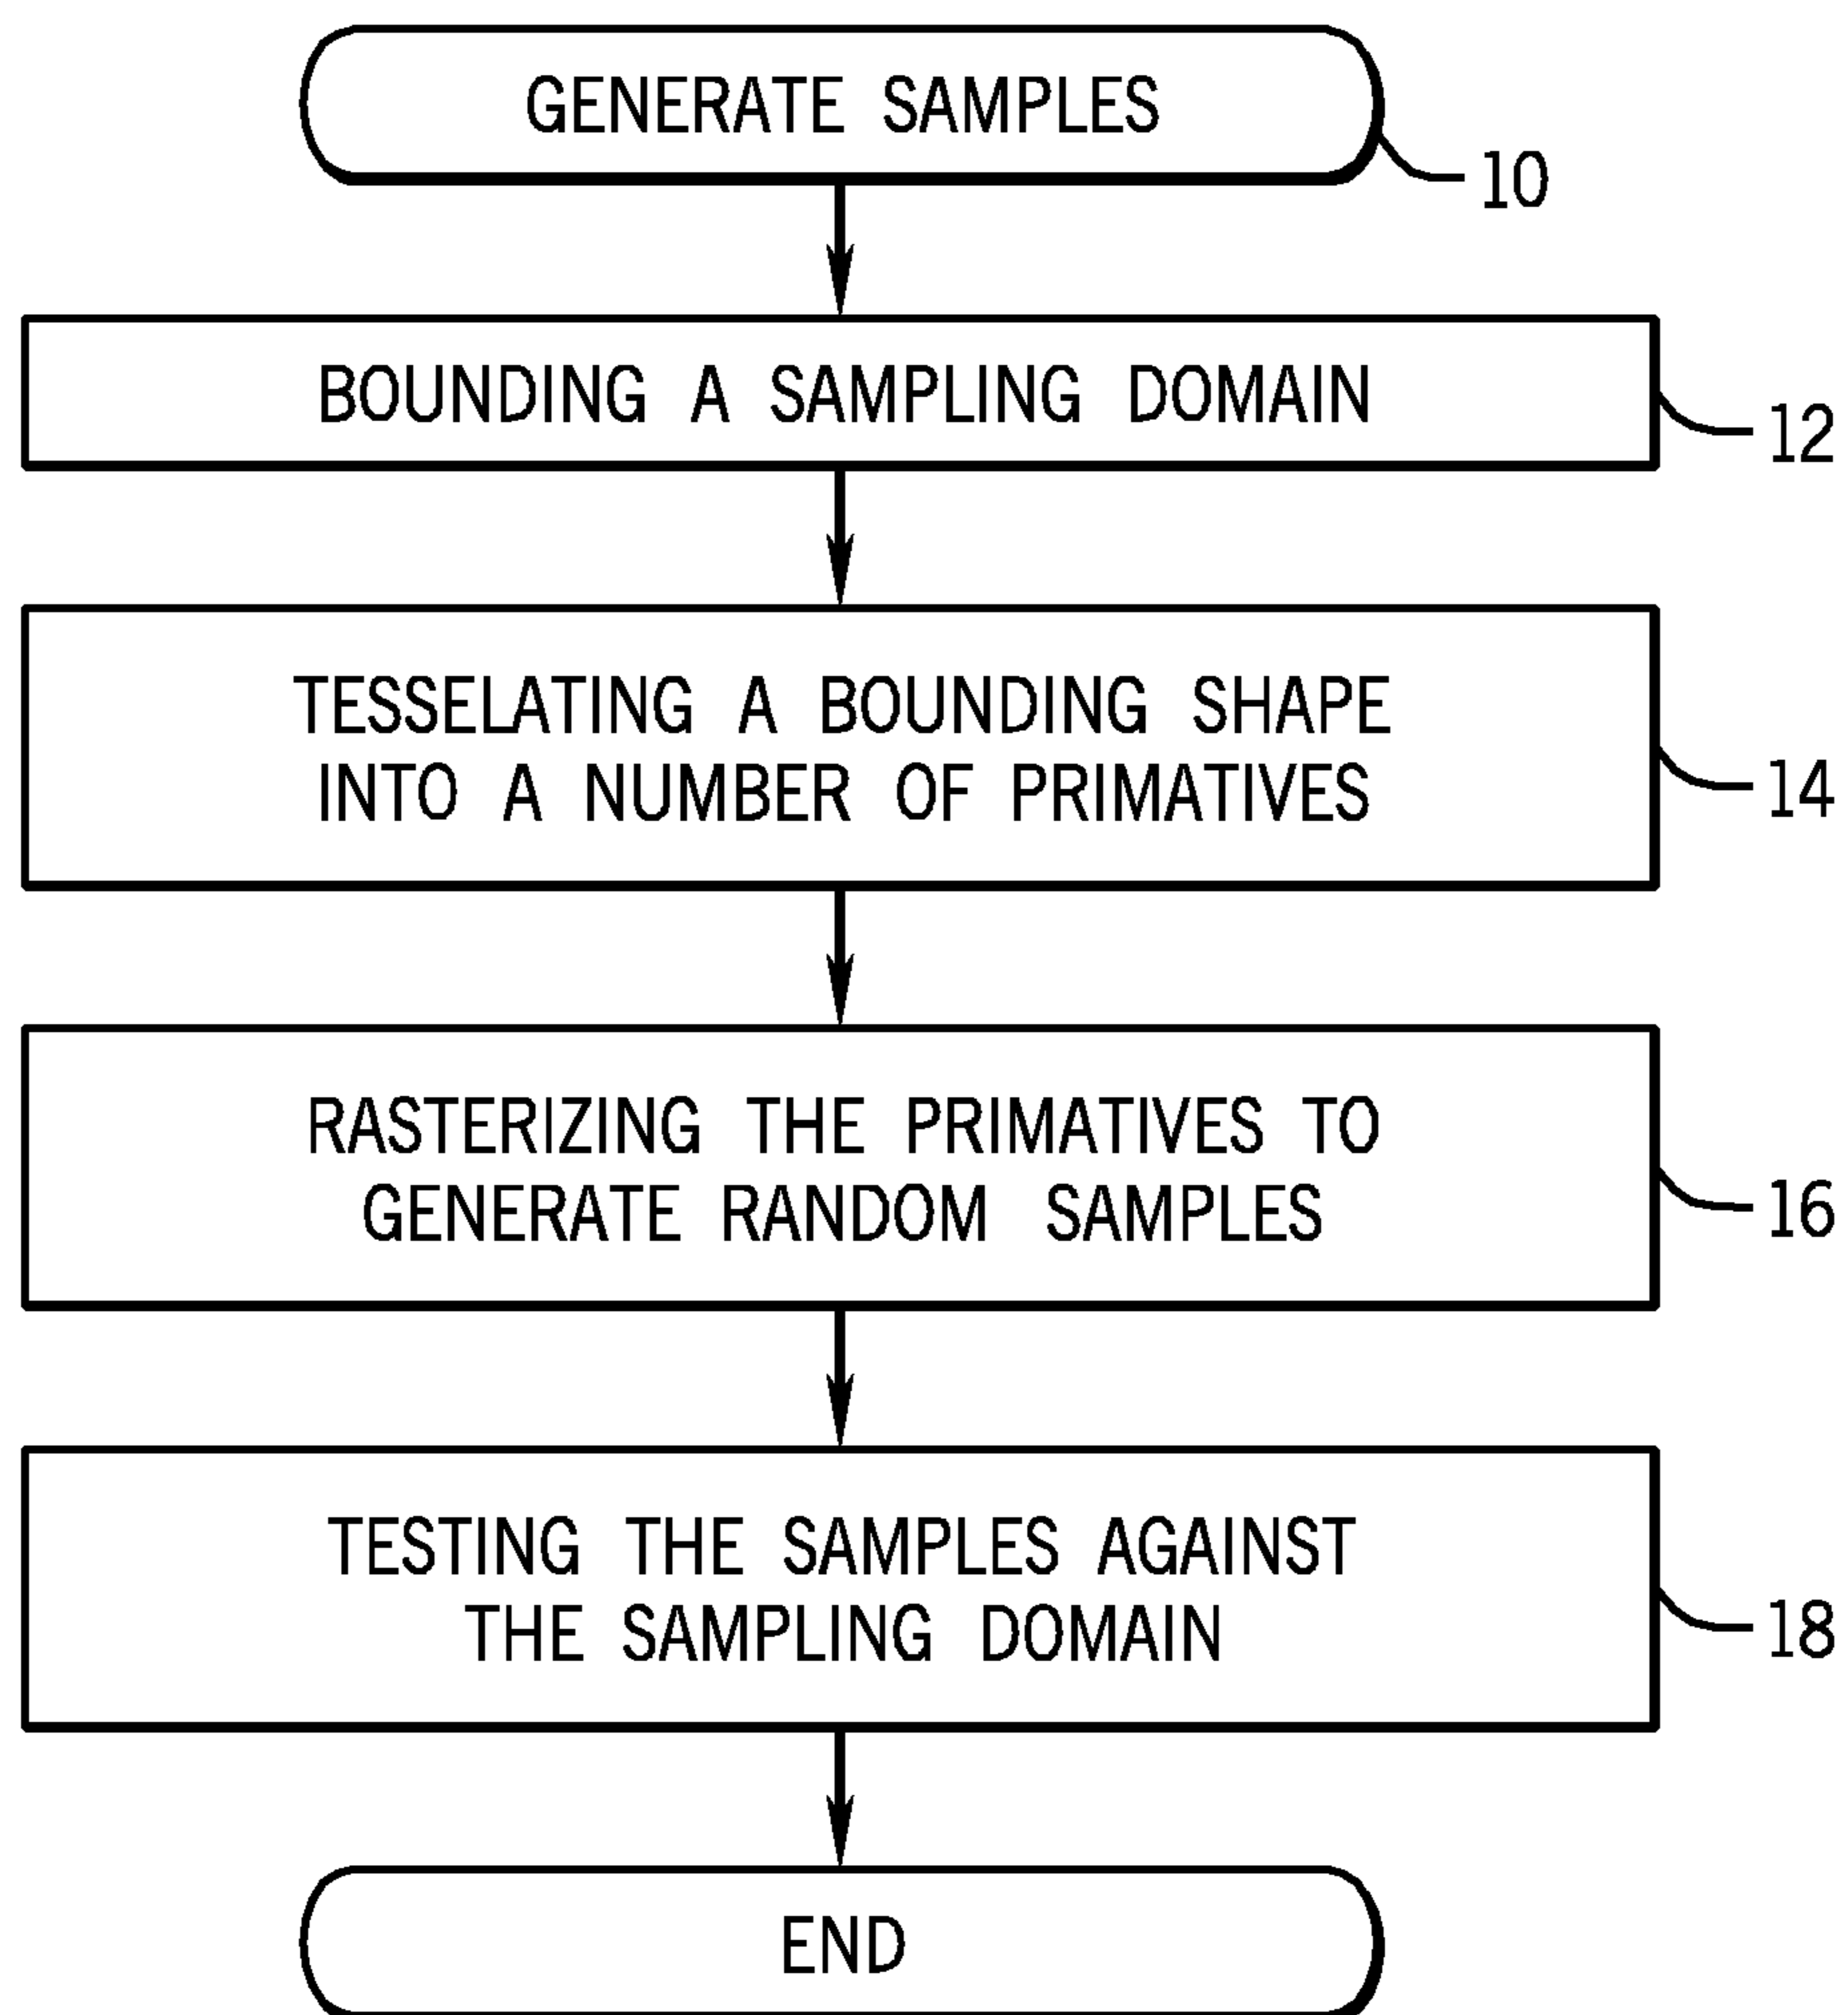 GENERATE SAMPLES
10
BOUNDING A SAMPLING DOMAIN
12
TESSELATING A BOUNDING SHAPE
INTO A NUMBER OF PRIMATIVES
14
RASTERIZING THE PRIMATIVES TO
GENERATE RANDOM SAMPLES
16
TESTING THE SAMPLES AGAINST
THE SAMPLING DOMAIN
18
END